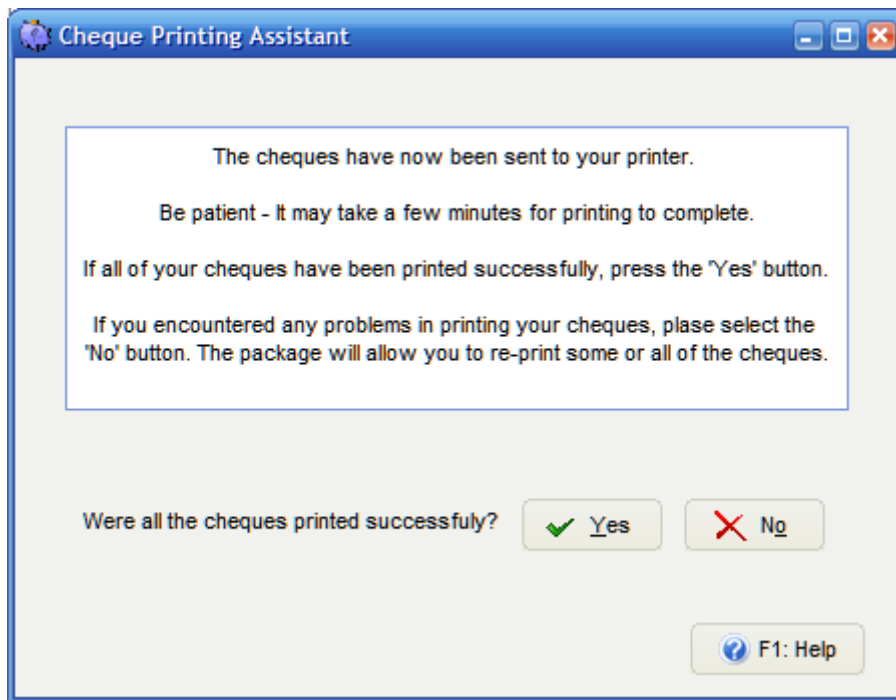 Cheque Printing Assistant
The cheques have now been sent to your printer.
Be patient - It may take a few minutes for printing to complete.
If all of your cheques have been printed successfully, press the 'Yes' button.
If you encountered any problems in printing your cheques, plase select the
'No' button. The package will allow you to re-print some or all of the cheques.
Were all the cheques printed successfuly?
Yes
No
F1: Help